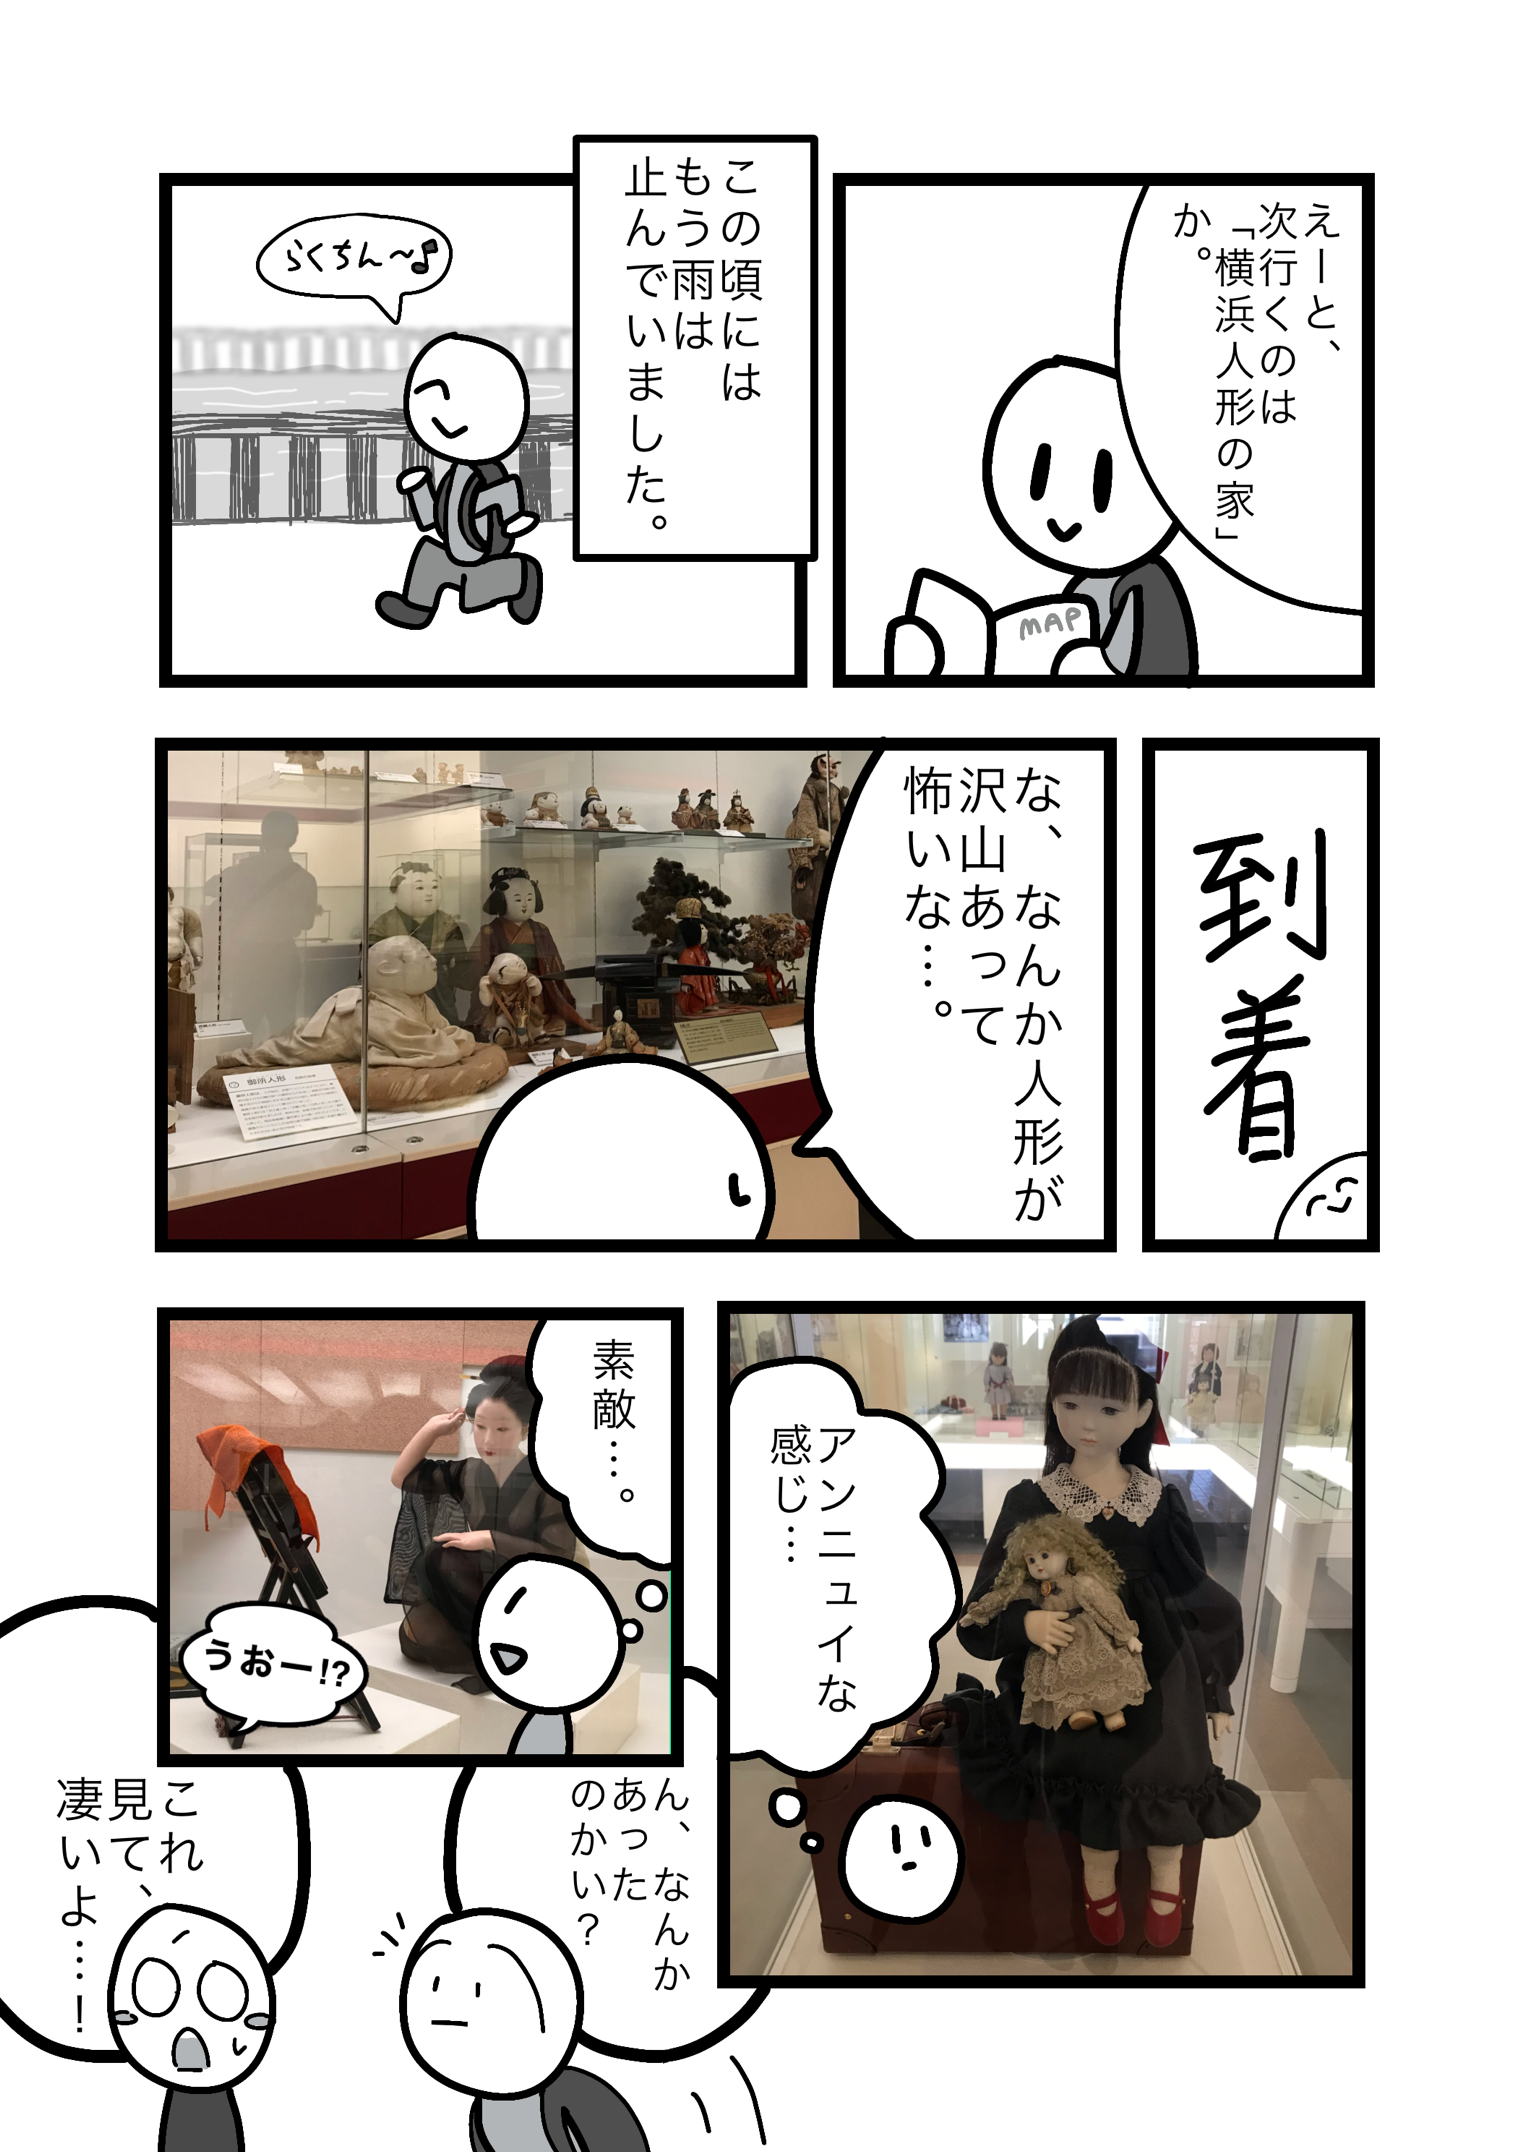 えーと、
次行くのは
「横浜人形の家」
か。
MAP
この頃には
もう雨は
止んでいました。
らくちん〜♪
到着
な、なんか人形が
沢山あって
怖いな…。
御所人形
アンニュイな
感じ…
素敵…。
うおー!?
ん、なんか
あった
のかい？
これ
見て、
凄いよ…！